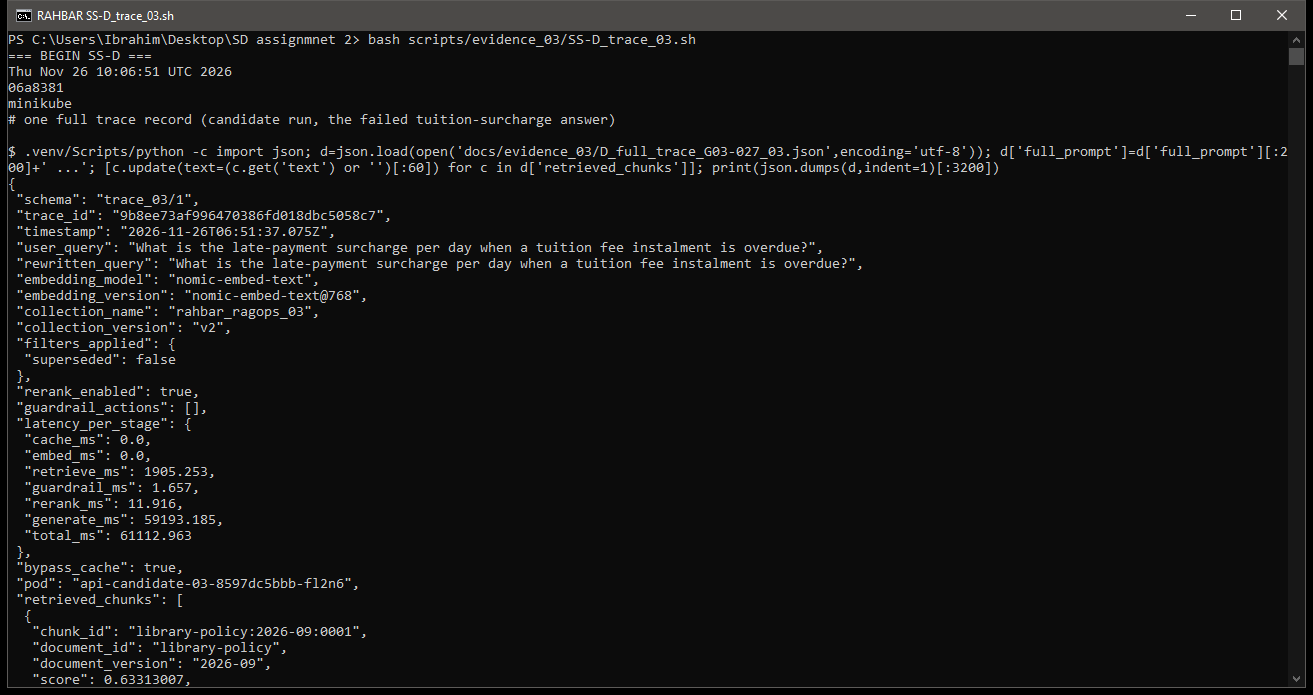 RAHBAR SS-D_trace_03.sh
PS C:\Users\Ibrahim\Desktop\SD assignmnet 2> bash scripts/evidence_03/SS-D_trace_03.sh
=== BEGIN SS-D ===
Thu Nov 26 10:06:51 UTC 2026
06a8381
minikube
# one full trace record (candidate run, the failed tuition-surcharge answer)
$ .venv/Scripts/python -c import json; d=json.load(open('docs/evidence_03/D_full_trace_G03-027_03.json',encoding='utf-8')); d['full_prompt']=d['full_prompt'][:2
00]+' ...'; [c.update(text=(c.get('text') or '')[:60]) for c in d['retrieved_chunks']]; print(json.dumps(d,indent=1)[:3200])
{
 "schema": "trace_03/1",
 "trace_id": "9b8ee73af996470386fd018dbc5058c7",
 "timestamp": "2026-11-26T06:51:37.075Z",
 "user_query": "What is the late-payment surcharge per day when a tuition fee instalment is overdue?",
 "rewritten_query": "What is the late-payment surcharge per day when a tuition fee instalment is overdue?",
 "embedding_model": "nomic-embed-text",
 "embedding_version": "nomic-embed-text@768",
 "collection_name": "rahbar_ragops_03",
 "collection_version": "v2",
 "filters_applied": {
  "superseded": false
 },
 "rerank_enabled": true,
 "guardrail_actions": [],
 "latency_per_stage": {
  "cache_ms": 0.0,
  "embed_ms": 0.0,
  "retrieve_ms": 1905.253,
  "guardrail_ms": 1.657,
  "rerank_ms": 11.916,
  "generate_ms": 59193.185,
  "total_ms": 61112.963
 },
 "bypass_cache": true,
 "pod": "api-candidate-03-8597dc5bbb-fl2n6",
 "retrieved_chunks": [
  {
   "chunk_id": "library-policy:2026-09:0001",
   "document_id": "library-policy",
   "document_version": "2026-09",
   "score": 0.63313007,